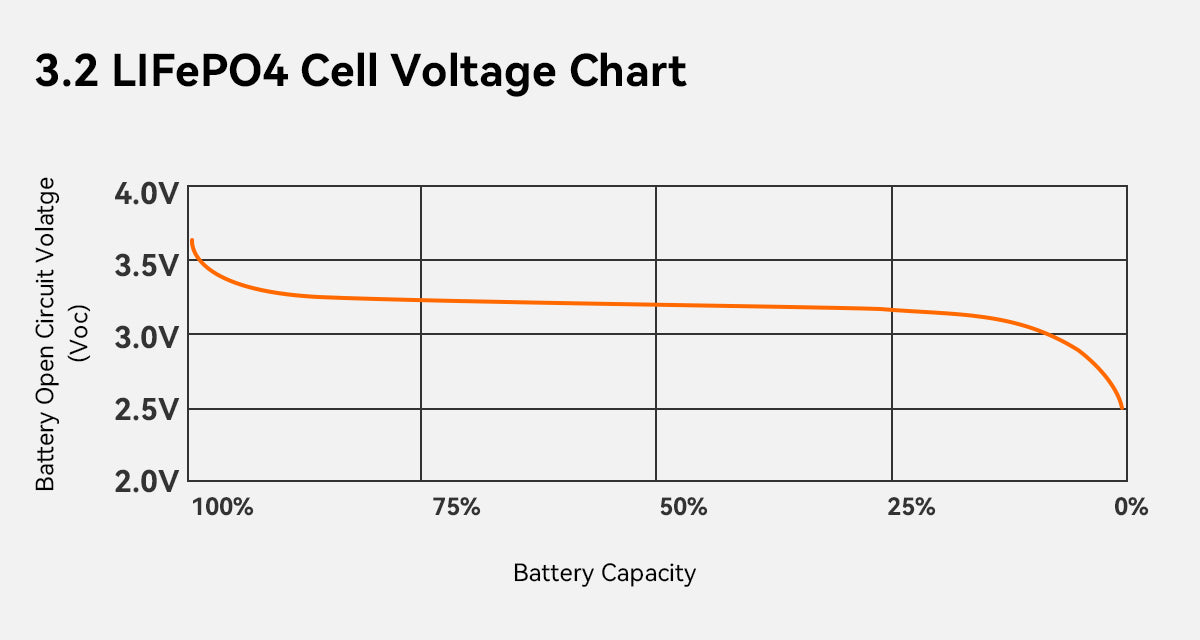 3.2 LIFePO4 Cell Voltage Chart
Battery Open Circuit Volatge
(Voc)
4.0V
3.5V
3.0V
2.5V
2.0V
100%
75%
50%
25%
0%
Battery Capacity